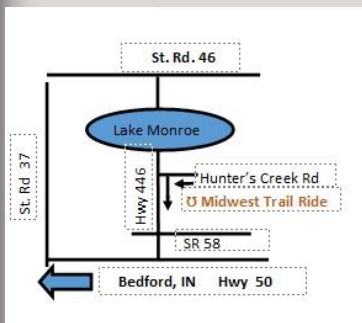 St. Rd. 46
Lake Monroe
St. Rd 37
Hwy 446
Hunter's Creek Rd
Ʊ Midwest Trail Ride
SR 58
Bedford, IN Hwy 50